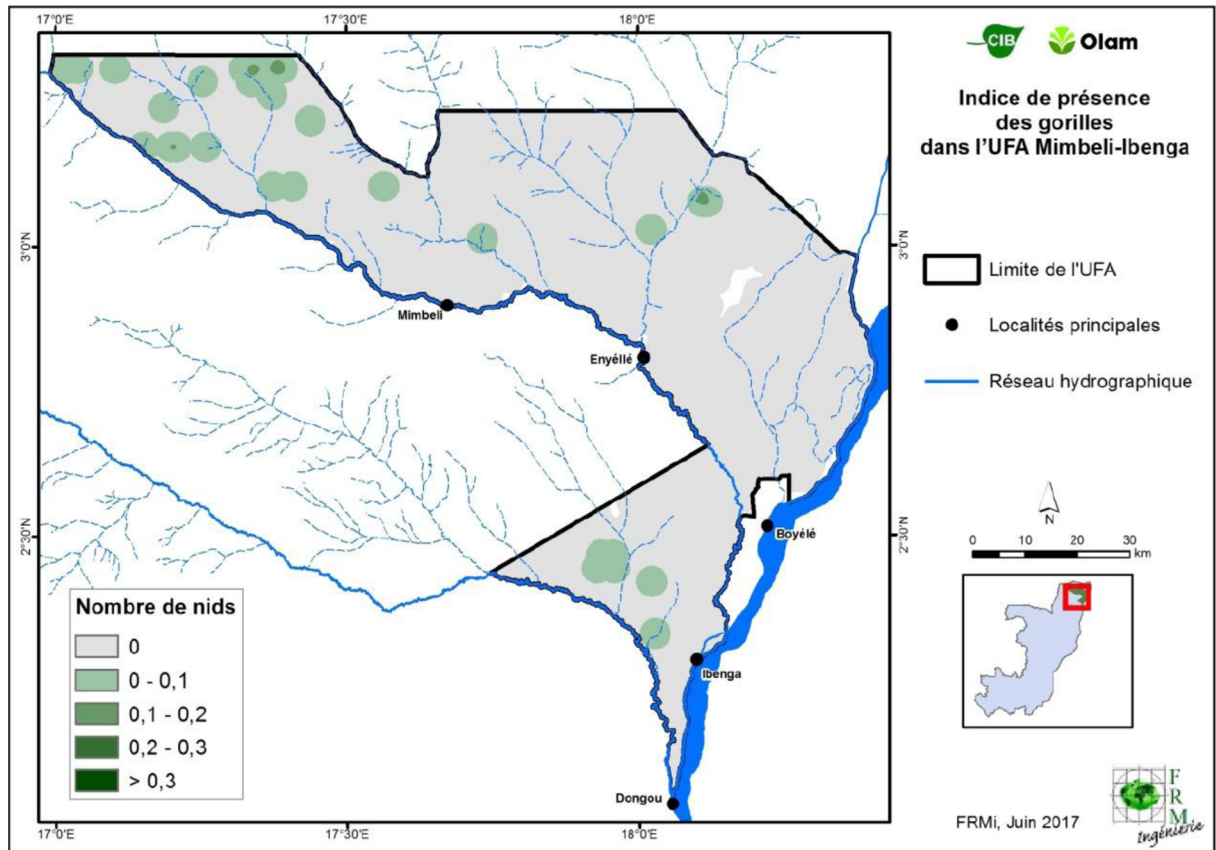 17°0'E
17°30'E
18°0'E
3°0'N
2°30'N
3°0'N
2°30'N
Mimbeli
Enyéllé
Boyélé
Ibenga
Dongou
Nombre de nids
0
0 - 0,1
0,1 - 0,2
0,2 - 0,3
> 0,3
17°0'E
17°30'E
18°0'E
CIB
Olam
Indice de présence
des gorilles
dans l'UFA Mimbeli-Ibenga
Limite de l'UFA
Localités principales
Réseau hydrographique
N
0 10 20 30
km
FRMi, Juin 2017
FRM
Ingénierie